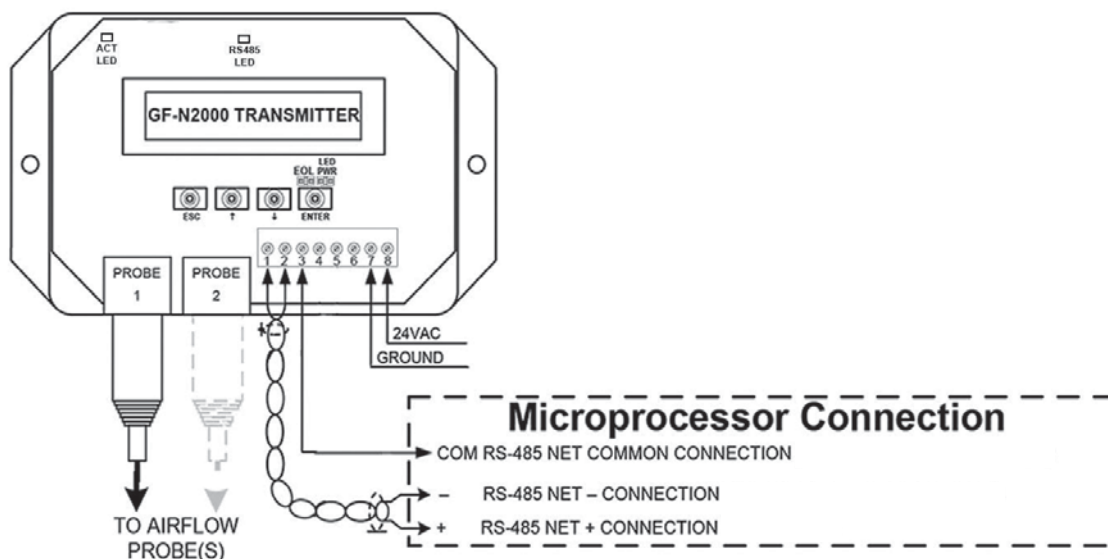 ACT
LED
RS485
LED
GF-N2000 TRANSMITTER
LED
EOL PWR
ESC ↑ ↓ ENTER
1 2 3 4 5 6 7 8
PROBE
1
PROBE
2
24VAC
GROUND
Microprocessor Connection
COM RS-485 NET COMMON CONNECTION
– RS-485 NET – CONNECTION
+ RS-485 NET + CONNECTION
TO AIRFLOW
PROBE(S)